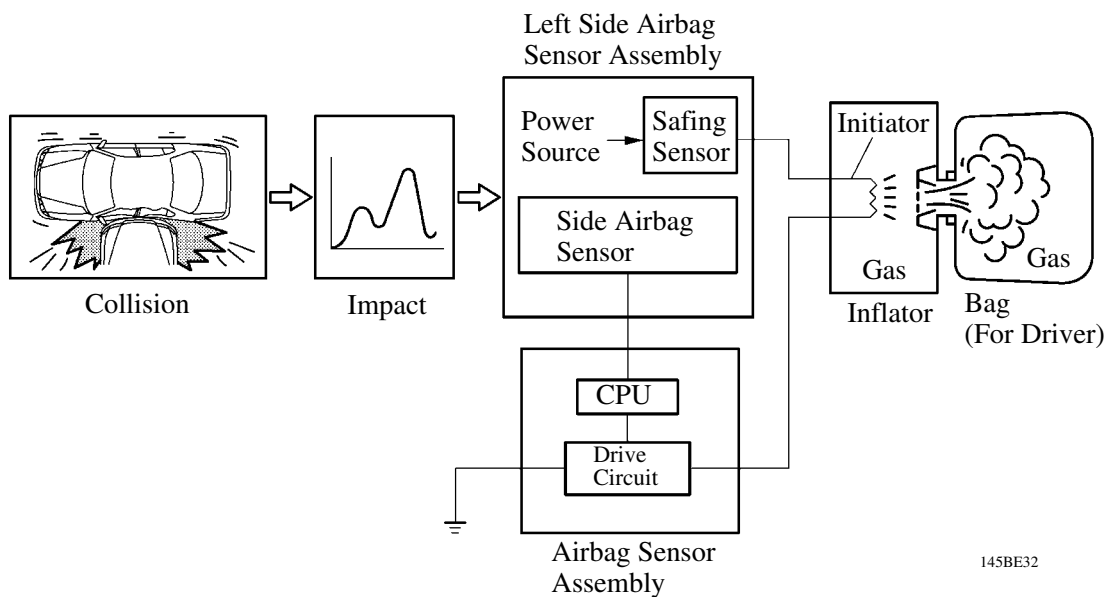 Left Side Airbag
Sensor Assembly
Power
Source
Safing
Sensor
Initiator
Side Airbag
Sensor
Gas
Gas
Collision
Impact
Inflator
Bag
(For Driver)
CPU
Drive
Circuit
Airbag Sensor
Assembly
145BE32